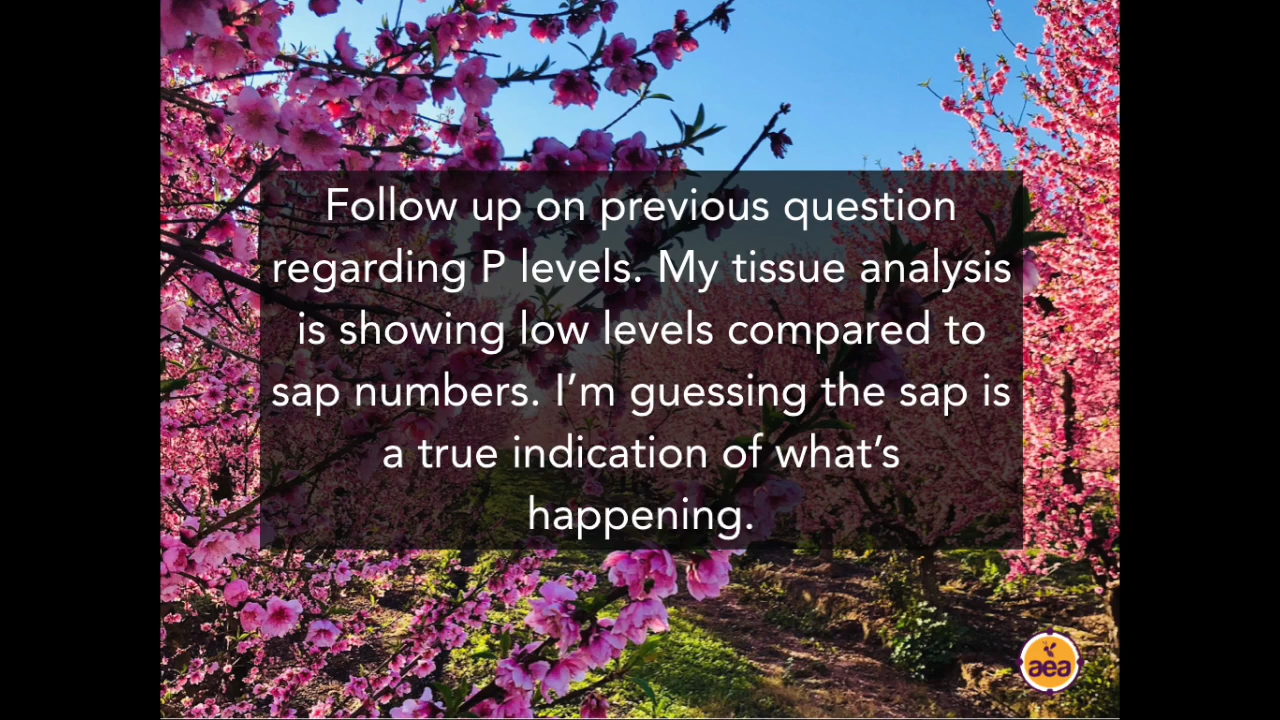 Follow up on previous question
regarding P levels. My tissue analysis
is showing low levels compared to
sap numbers. I’m guessing the sap is
a true indication of what’s
happening.
aea